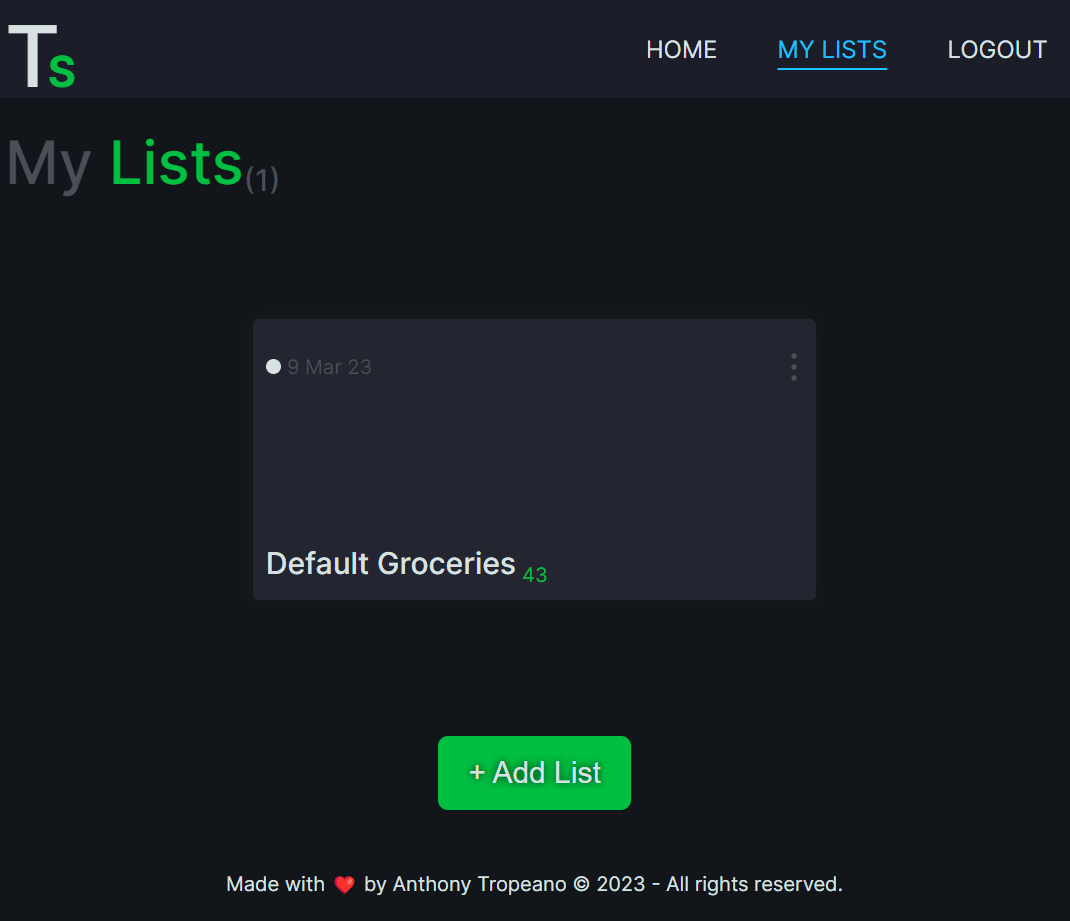 Ts
HOME MY LISTS LOGOUT
My Lists(1)
9 Mar 23
Default Groceries 43
+ Add List
Made with ❤️ by Anthony Tropeano © 2023 - All rights reserved.